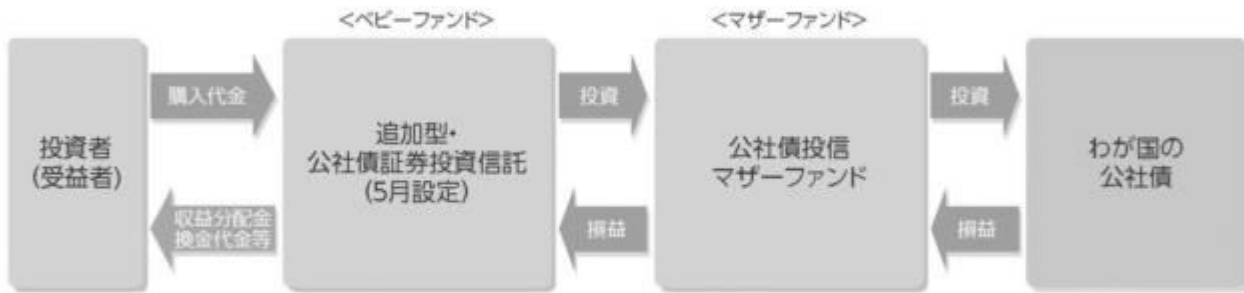 <ベビーファンド>
<マザーファンド>
投資者
(受益者)
購入代金
収益分配金
換金代金等
追加型・
公社債証券投資信託
(5月設定)
投資
損益
公社債投信
マザーファンド
投資
損益
わが国の
公社債